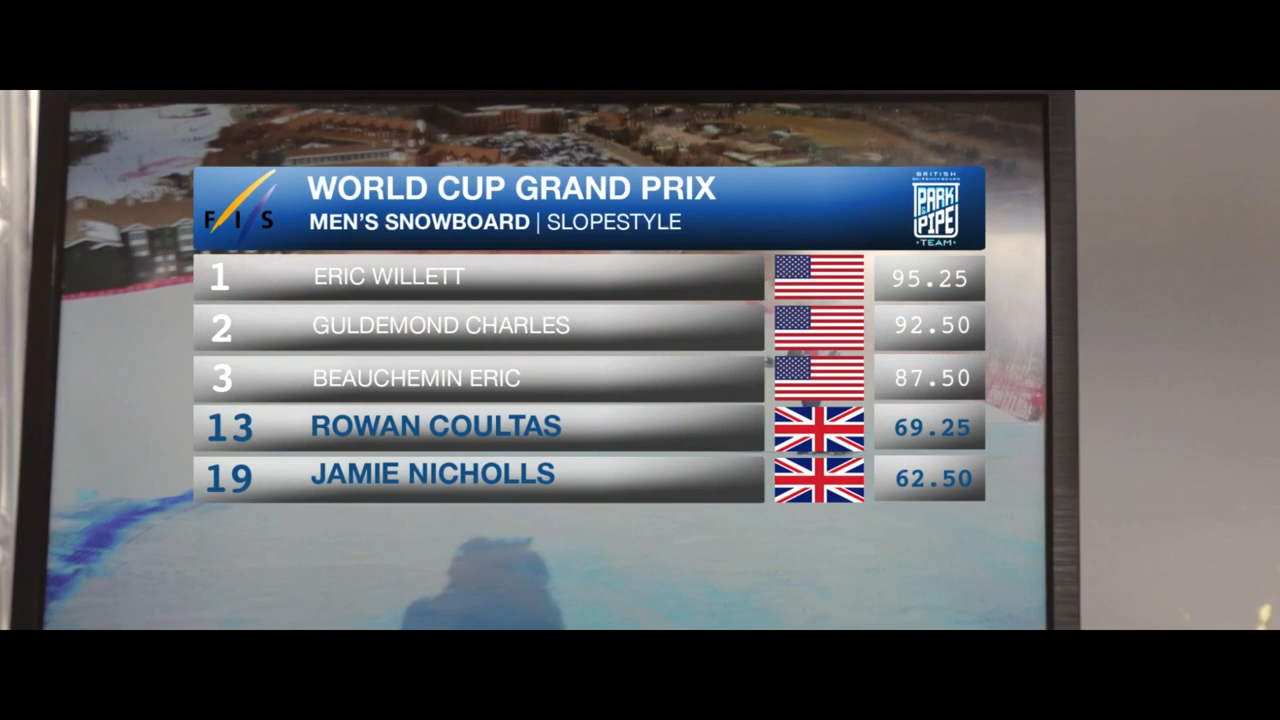 FIS
WORLD CUP GRAND PRIX
MEN'S SNOWBOARD | SLOPESTYLE
BRITISH
PARK
PIPE
·TEAM·
1 ERIC WILLETT 95.25
2 GULDEMOND CHARLES 92.50
3 BEAUCHEMIN ERIC 87.50
13 ROWAN COULTAS 69.25
19 JAMIE NICHOLLS 62.50